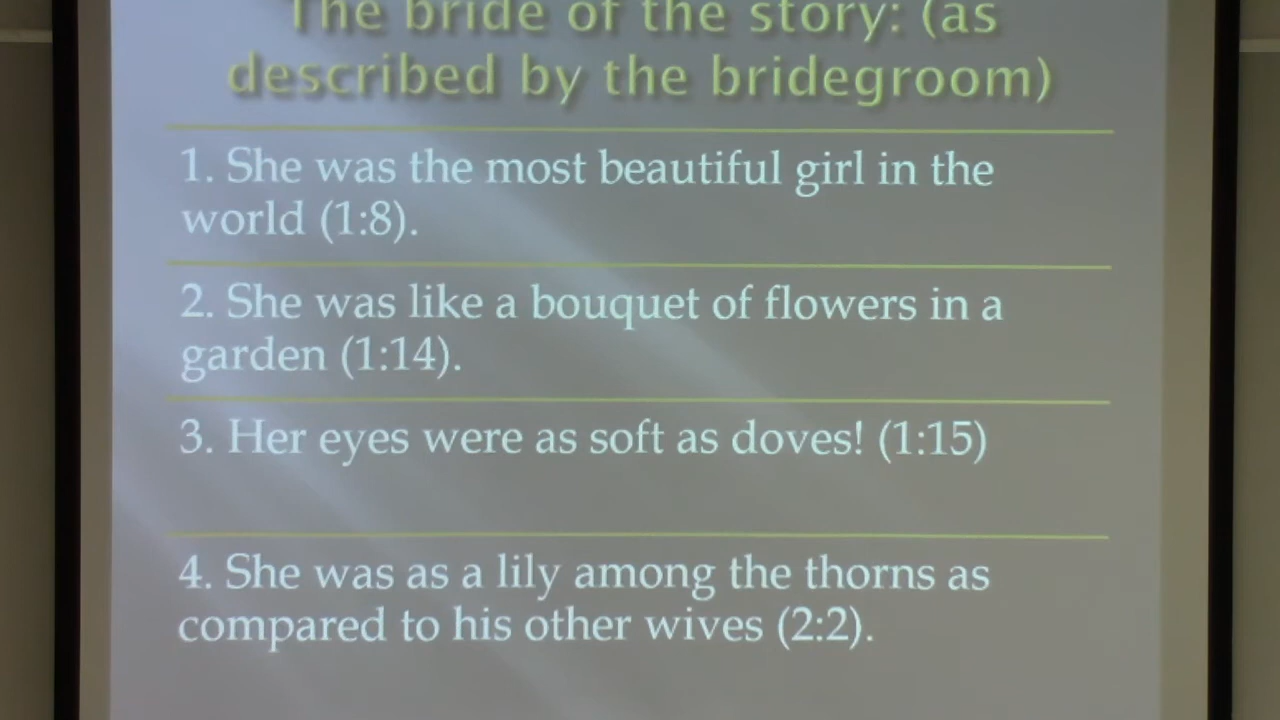 The bride of the story: (as
described by the bridegroom)
1. She was the most beautiful girl in the
world (1:8).
2. She was like a bouquet of flowers in a
garden (1:14).
3. Her eyes were as soft as doves! (1:15)
4. She was as a lily among the thorns as
compared to his other wives (2:2).